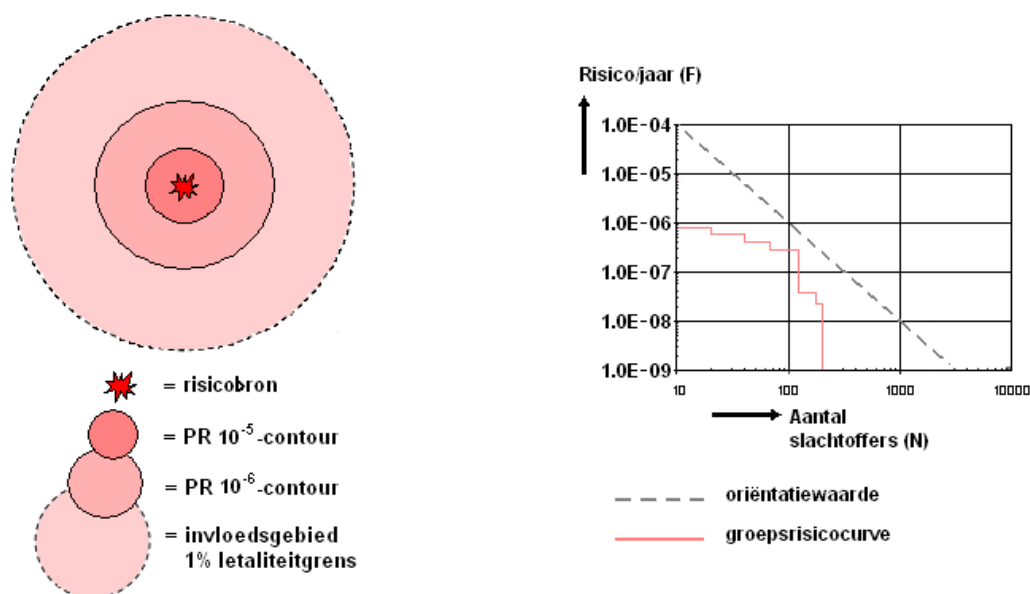 Risico/jaar (F)
1.0E-04
1.0E-05
1.0E-06
1.0E-07
1.0E-08
1.0E-09
10 100 1000 10000
Aantal
slachtoffers (N)
oriëntatiewaarde
groepsrisicocurve
= risicobron
= PR 10⁻⁵-contour
= PR 10⁻⁶-contour
= invloedsgebied
1% letaliteitgrens